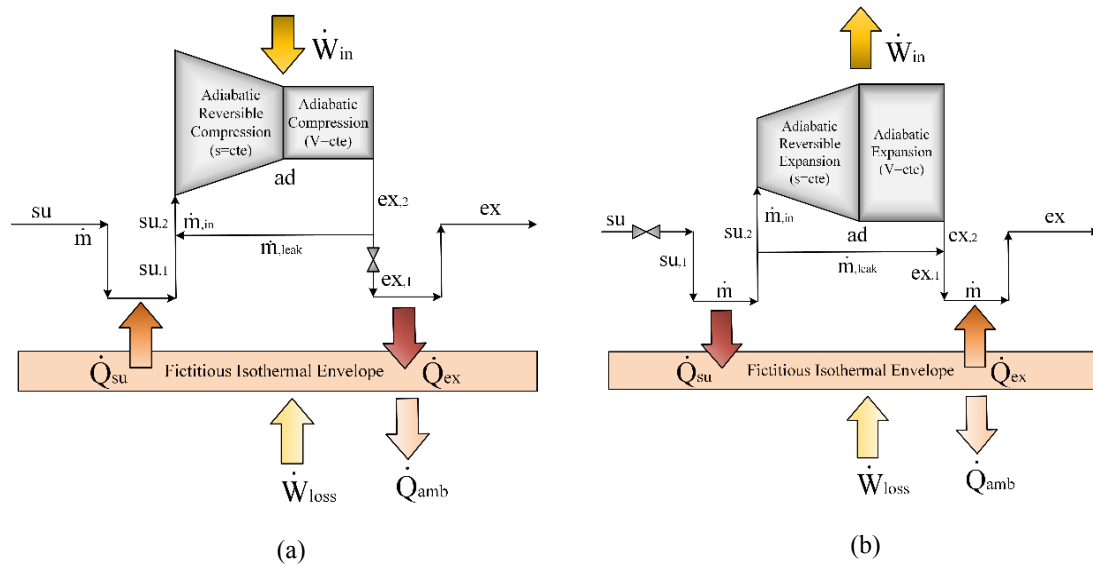 Ẇin
Adiabatic
Reversible
Compression
(s=cte)
Adiabatic
Compression
(V=cte)
ad
su
ṁ
su,2
ṁ,in
su,1
ṁ,leak
ex,2
ex,1
ex
Q̇su
Fictitious Isothermal Envelope
Q̇ex
Ẇloss
Q̇amb
(a)
Ẇin
Adiabatic
Reversible
Expansion
(s=cte)
Adiabatic
Expansion
(V=cte)
su
su,1
su,2
ṁ,in
ad
ṁ,leak
ex,2
ex,1
ṁ
ṁ
ex
Q̇su
Fictitious Isothermal Envelope
Q̇ex
Ẇloss
Q̇amb
(b)